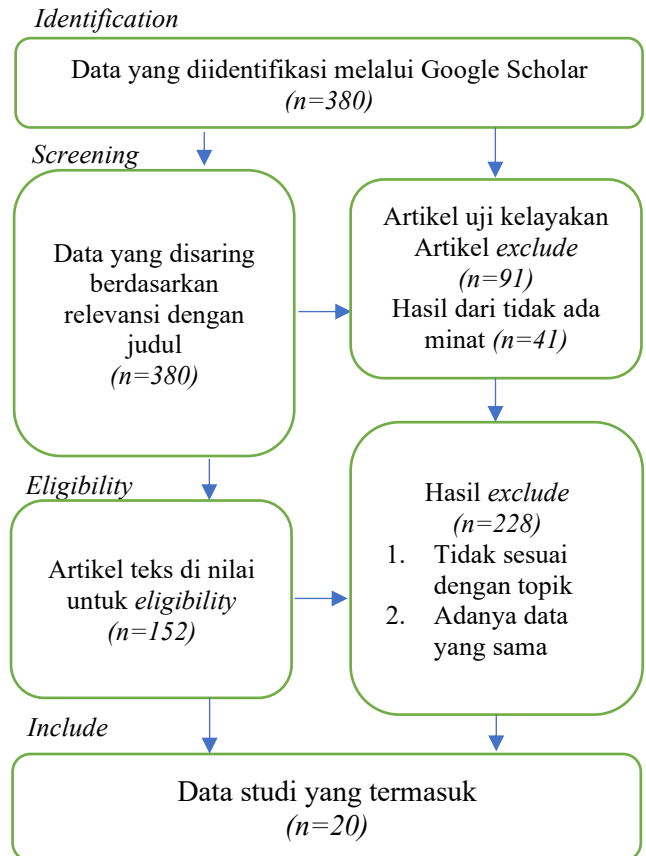 Identification
Data yang diidentifikasi melalui Google Scholar
(n=380)
Screening
Data yang disaring
berdasarkan
relevansi dengan
judul
(n=380)
Artikel uji kelayakan
Artikel exclude
(n=91)
Hasil dari tidak ada
minat (n=41)
Eligibility
Artikel teks di nilai
untuk eligibility
(n=152)
Hasil exclude
(n=228)
1. Tidak sesuai
dengan topik
2. Adanya data
yang sama
Include
Data studi yang termasuk
(n=20)